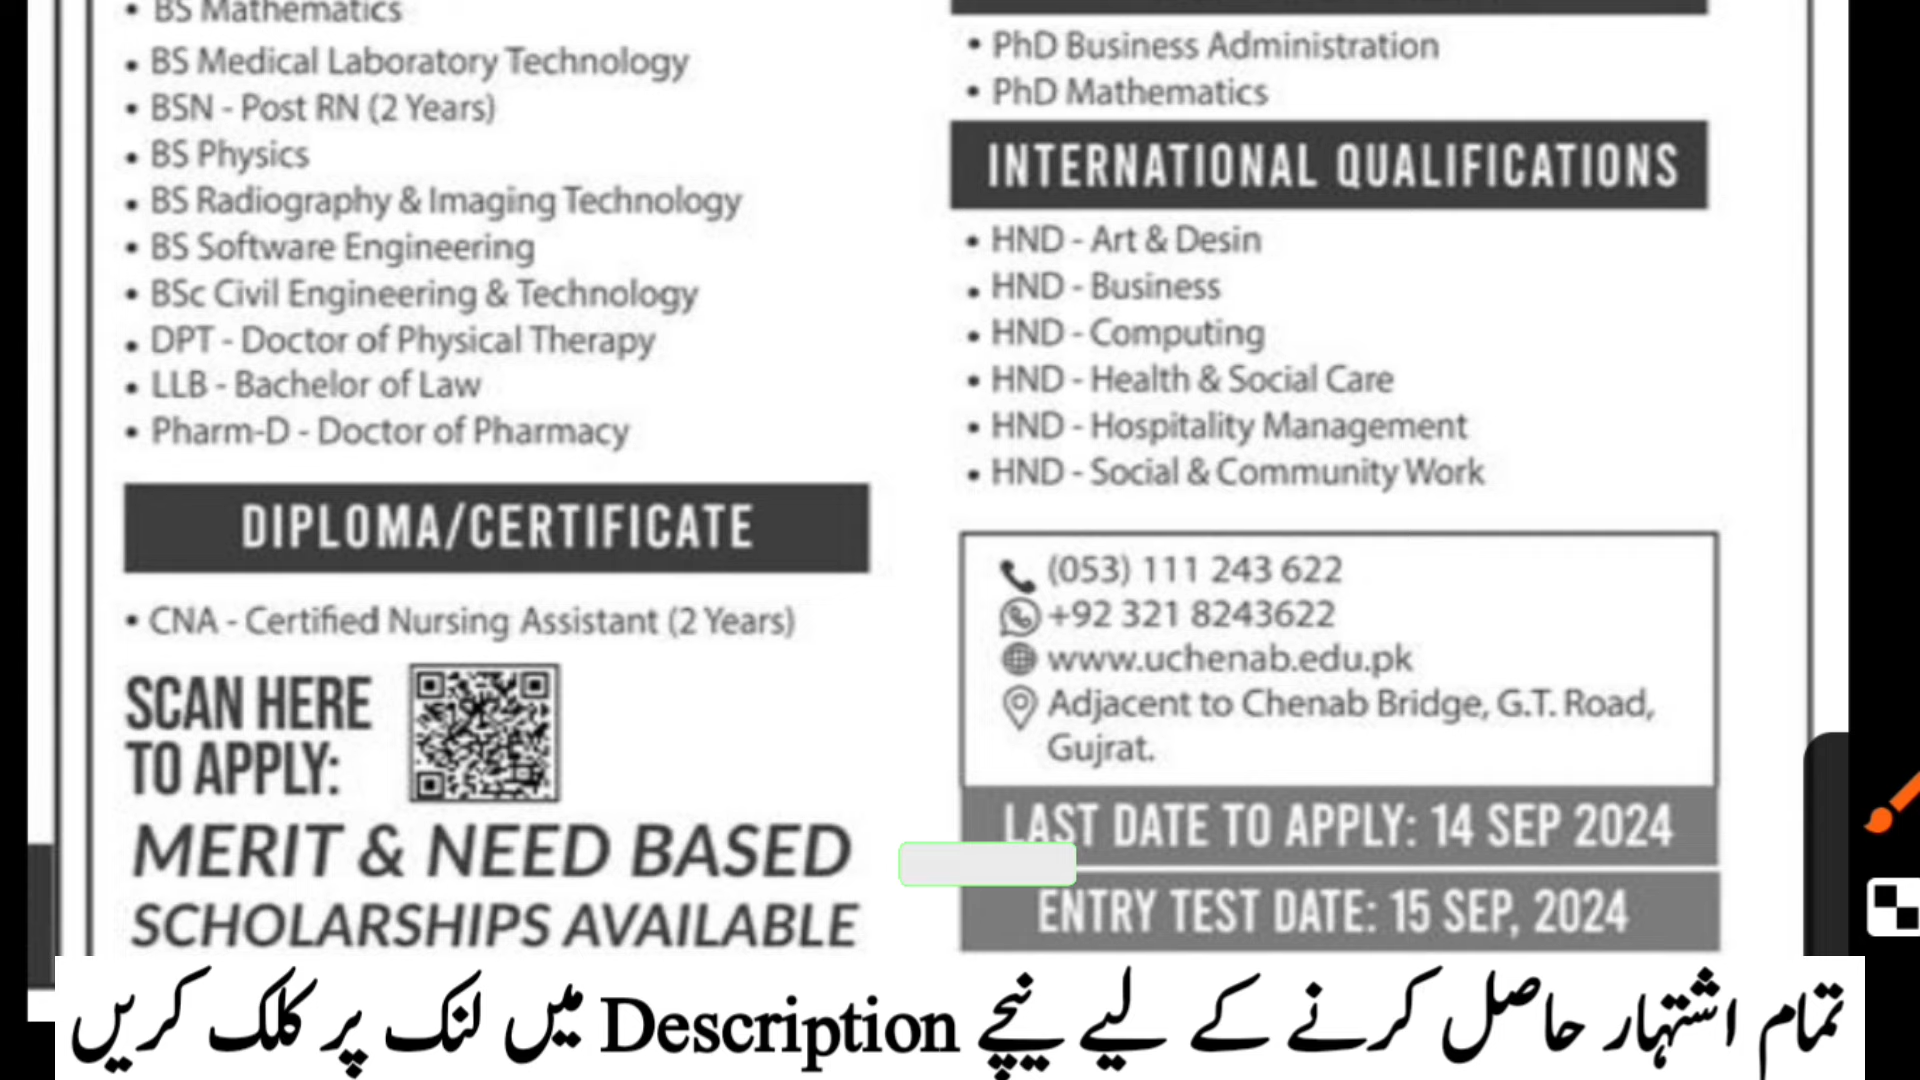 • BS Mathematics
• BS Medical Laboratory Technology
• BSN - Post RN (2 Years)
• BS Physics
• BS Radiography & Imaging Technology
• BS Software Engineering
• BSc Civil Engineering & Technology
• DPT - Doctor of Physical Therapy
• LLB - Bachelor of Law
• Pharm-D - Doctor of Pharmacy
DIPLOMA/CERTIFICATE
• CNA - Certified Nursing Assistant (2 Years)
SCAN HERE
TO APPLY:
MERIT & NEED BASED
SCHOLARSHIPS AVAILABLE
• PhD Business Administration
• PhD Mathematics
INTERNATIONAL QUALIFICATIONS
• HND - Art & Desin
• HND - Business
• HND - Computing
• HND - Health & Social Care
• HND - Hospitality Management
• HND - Social & Community Work
(053) 111 243 622
+92 321 8243622
www.uchenab.edu.pk
Adjacent to Chenab Bridge, G.T. Road,
Gujrat.
LAST DATE TO APPLY: 14 SEP 2024
ENTRY TEST DATE: 15 SEP, 2024
تمام اشتہار حاصل کرنے کے لیے نیچے Description میں لنک پر کلک کریں